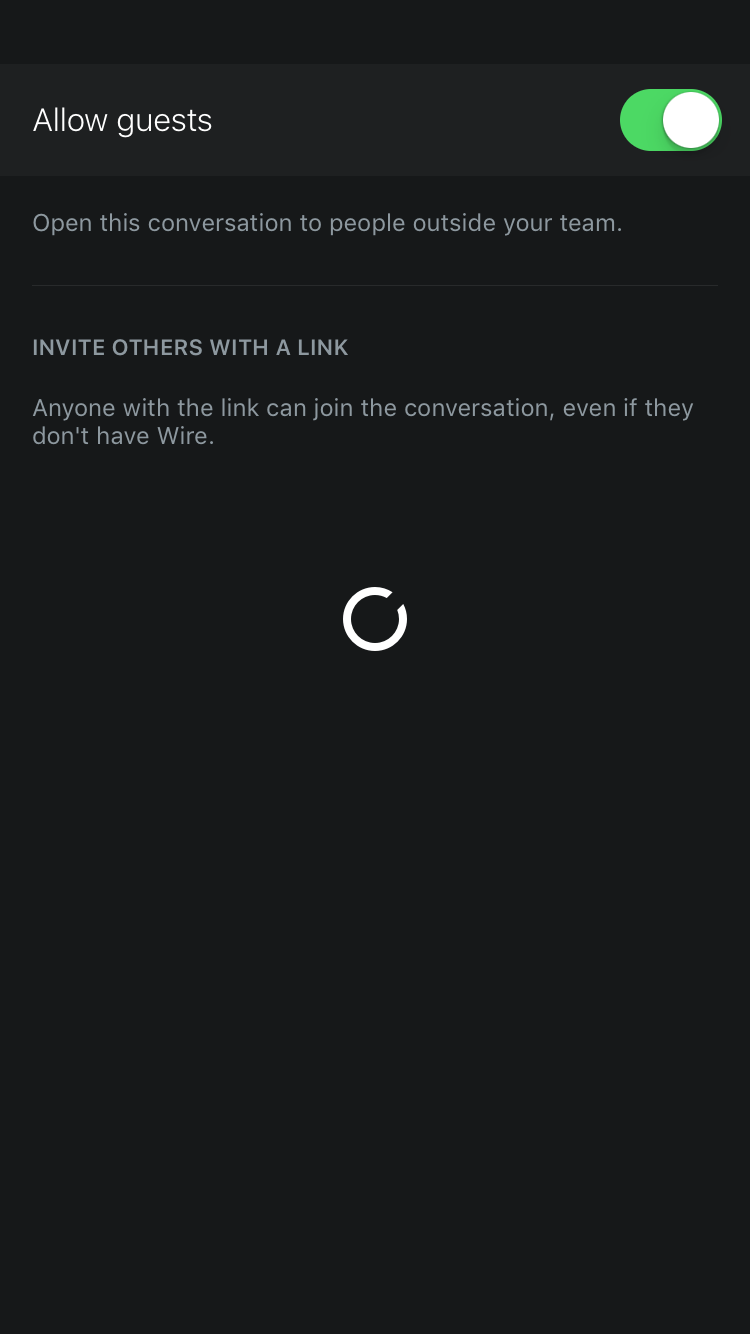 Allow guests
Open this conversation to people outside your team.
INVITE OTHERS WITH A LINK
Anyone with the link can join the conversation, even if they
don't have Wire.